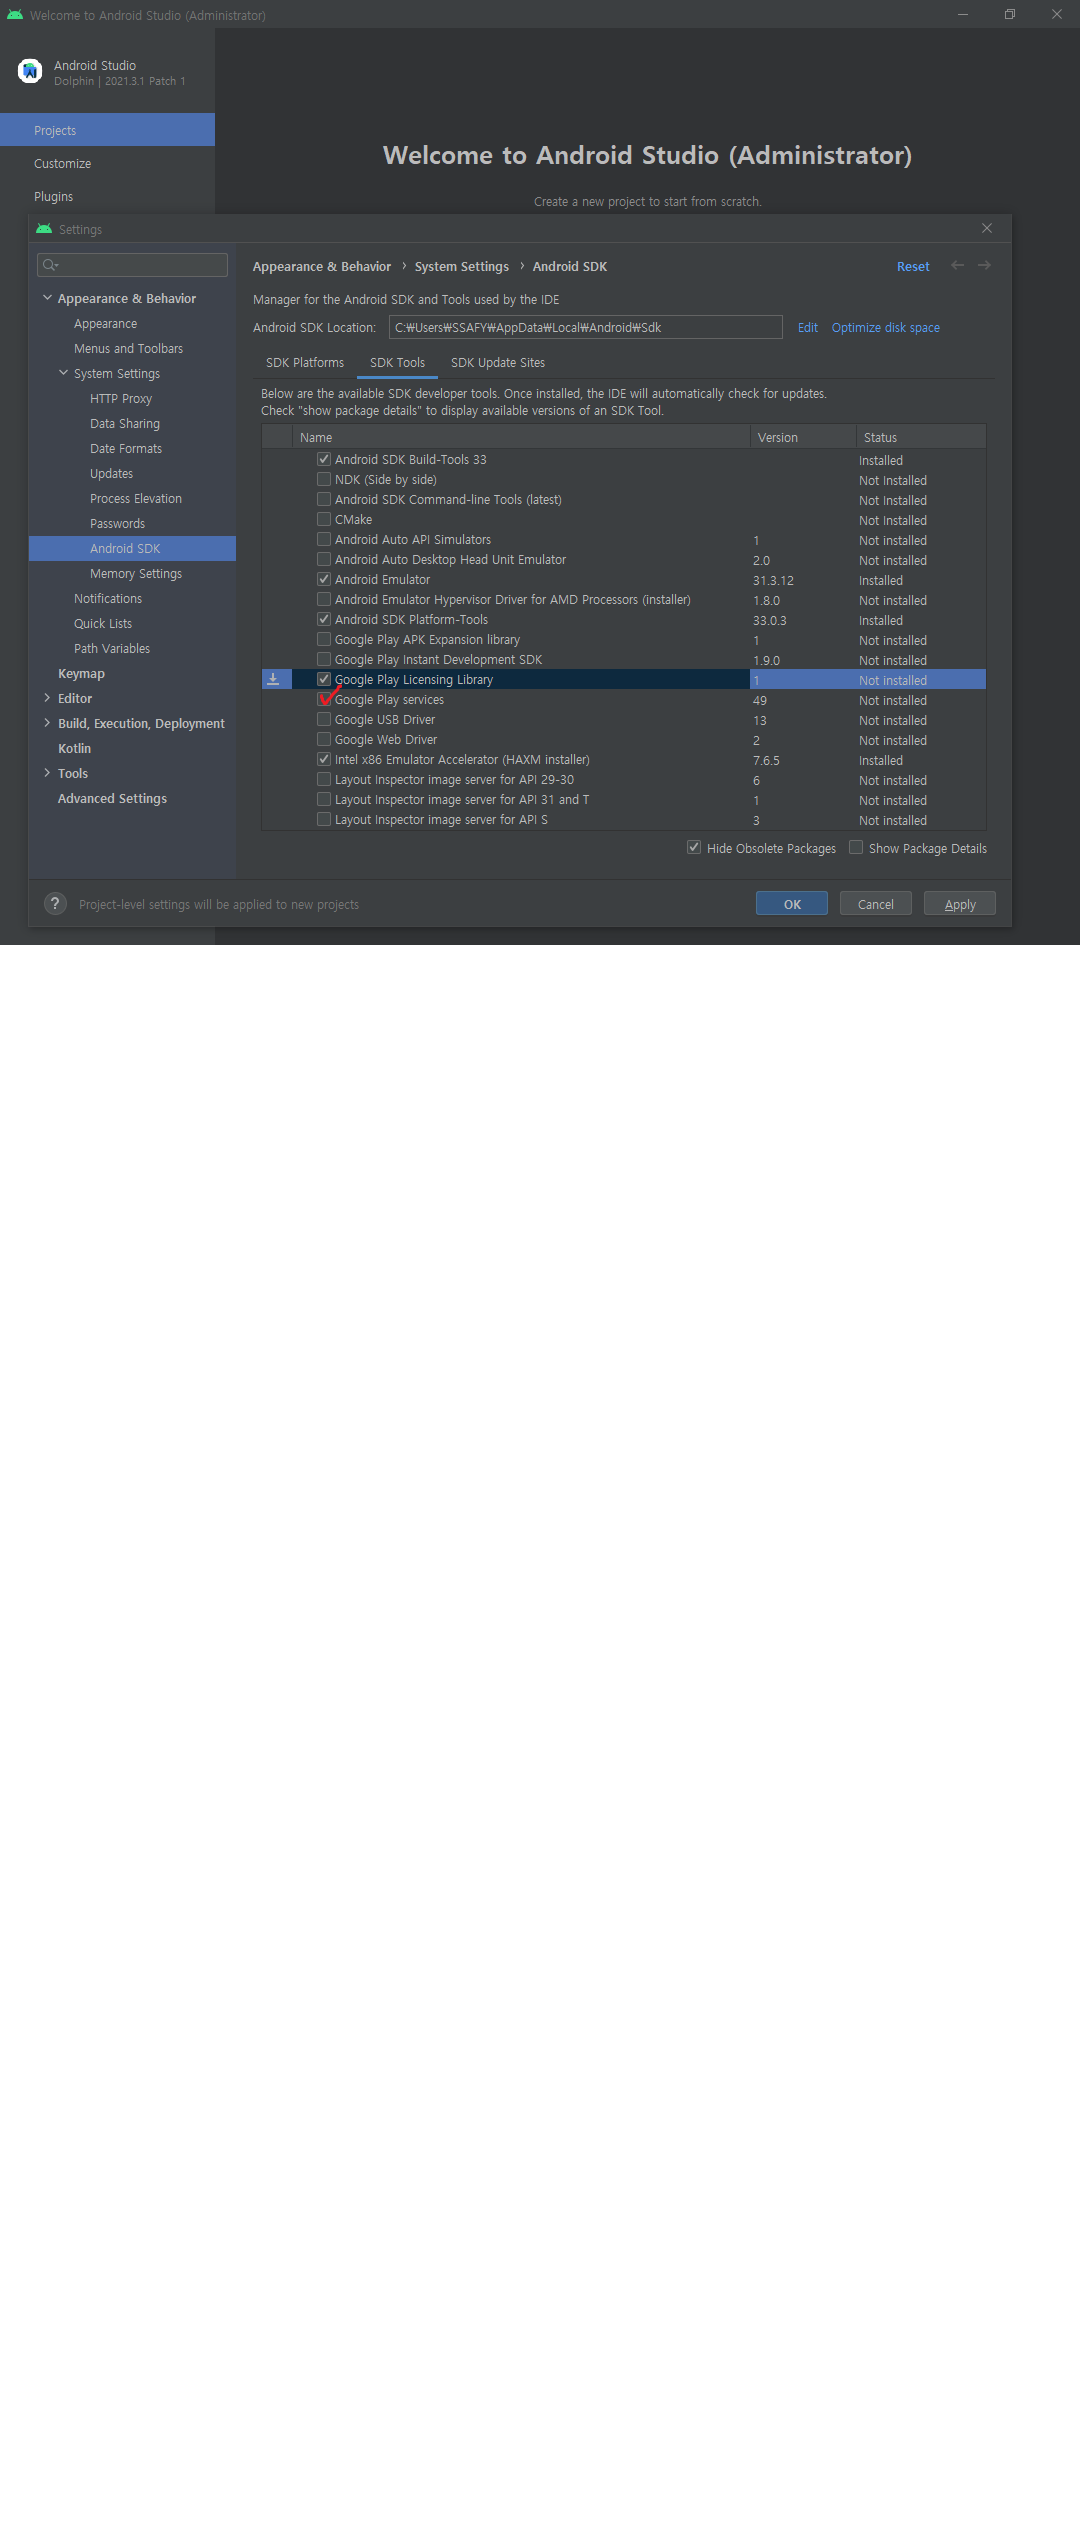 Welcome to Android Studio (Administrator)
Android Studio
Dolphin | 2021.3.1 Patch 1
Projects
Customize
Plugins
Welcome to Android Studio (Administrator)
Create a new project to start from scratch.
Settings
Appearance & Behavior
Appearance
Menus and Toolbars
System Settings
HTTP Proxy
Data Sharing
Date Formats
Updates
Process Elevation
Passwords
Android SDK
Memory Settings
Notifications
Quick Lists
Path Variables
Keymap
Editor
Build, Execution, Deployment
Kotlin
Tools
Advanced Settings
Appearance & Behavior › System Settings › Android SDK
Reset
Manager for the Android SDK and Tools used by the IDE
Android SDK Location: C:₩Users₩SSAFY₩AppData₩Local₩Android₩Sdk Edit Optimize disk space
SDK Platforms SDK Tools SDK Update Sites
Below are the available SDK developer tools. Once installed, the IDE will automatically check for updates.
Check "show package details" to display available versions of an SDK Tool.
Name Version Status
Android SDK Build-Tools 33 Installed
NDK (Side by side) Not Installed
Android SDK Command-line Tools (latest) Not Installed
CMake Not Installed
Android Auto API Simulators 1 Not installed
Android Auto Desktop Head Unit Emulator 2.0 Not installed
Android Emulator 31.3.12 Installed
Android Emulator Hypervisor Driver for AMD Processors (installer) 1.8.0 Not installed
Android SDK Platform-Tools 33.0.3 Installed
Google Play APK Expansion library 1 Not installed
Google Play Instant Development SDK 1.9.0 Not installed
Google Play Licensing Library 1 Not installed
Google Play services 49 Not installed
Google USB Driver 13 Not installed
Google Web Driver 2 Not installed
Intel x86 Emulator Accelerator (HAXM installer) 7.6.5 Installed
Layout Inspector image server for API 29-30 6 Not installed
Layout Inspector image server for API 31 and T 1 Not installed
Layout Inspector image server for API S 3 Not installed
Hide Obsolete Packages Show Package Details
? Project-level settings will be applied to new projects
OK Cancel Apply